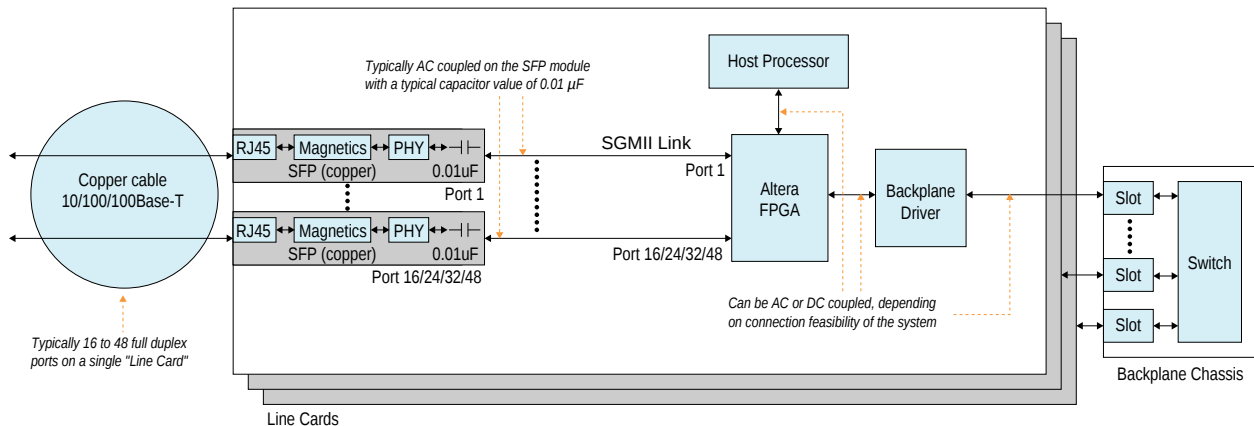 Typically AC coupled on the SFP module
with a typical capacitor value of 0.01 µF
Host Processor
RJ45
Magnetics
PHY
SFP (copper)
0.01uF
Port 1
SGMII Link
Port 1
Copper cable
10/100/100Base-T
Altera
FPGA
Backplane
Driver
Slot
RJ45
Magnetics
PHY
SFP (copper)
0.01uF
Port 16/24/32/48
Port 16/24/32/48
Slot
Switch
Can be AC or DC coupled, depending
on connection feasibility of the system
Slot
Typically 16 to 48 full duplex
ports on a single "Line Card"
Backplane Chassis
Line Cards